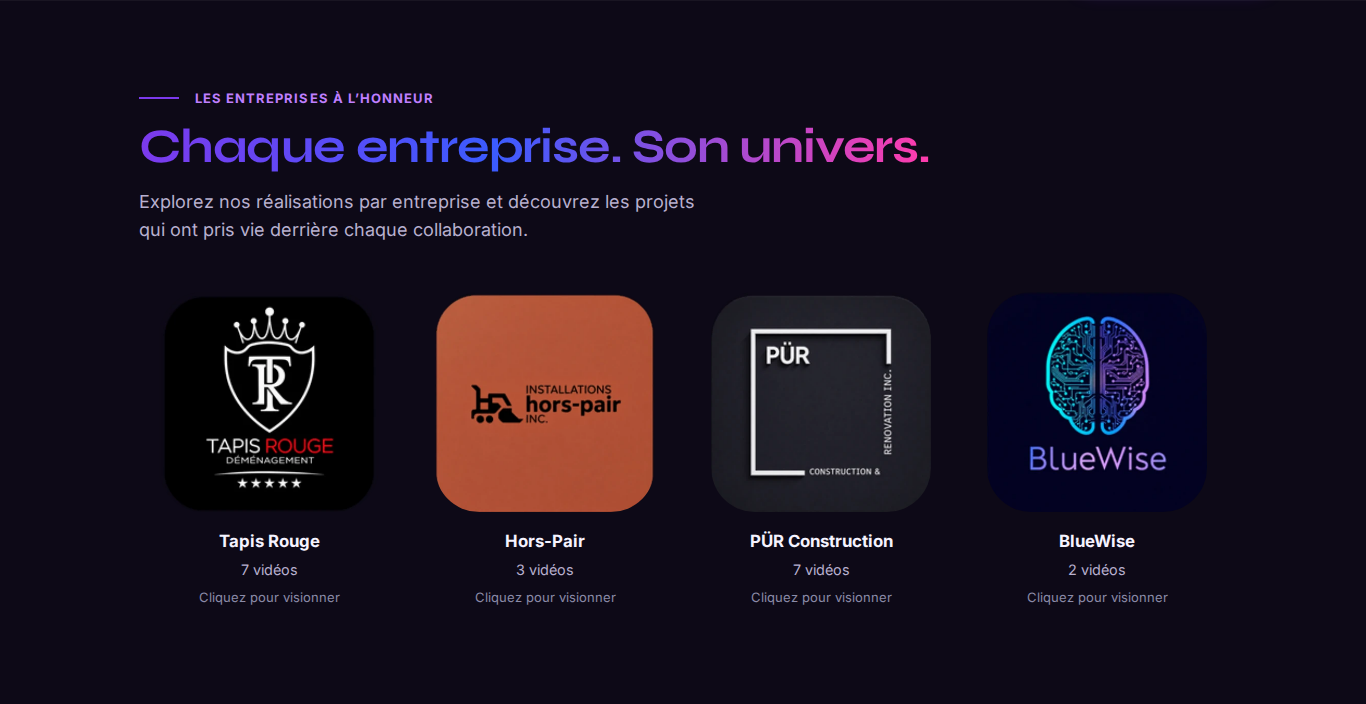 LES ENTREPRISES À L’HONNEUR
Chaque entreprise. Son univers.
Explorez nos réalisations par entreprise et découvrez les projets
qui ont pris vie derrière chaque collaboration.
TR
TAPIS ROUGE
DÉMÉNAGEMENT
INSTALLATIONS
hors-pair
INC.
PÜR
CONSTRUCTION &
RENOVATION INC.
BLueWise
Tapis Rouge
7 vidéos
Cliquez pour visionner
Hors-Pair
3 vidéos
Cliquez pour visionner
PÜR Construction
7 vidéos
Cliquez pour visionner
BlueWise
2 vidéos
Cliquez pour visionner